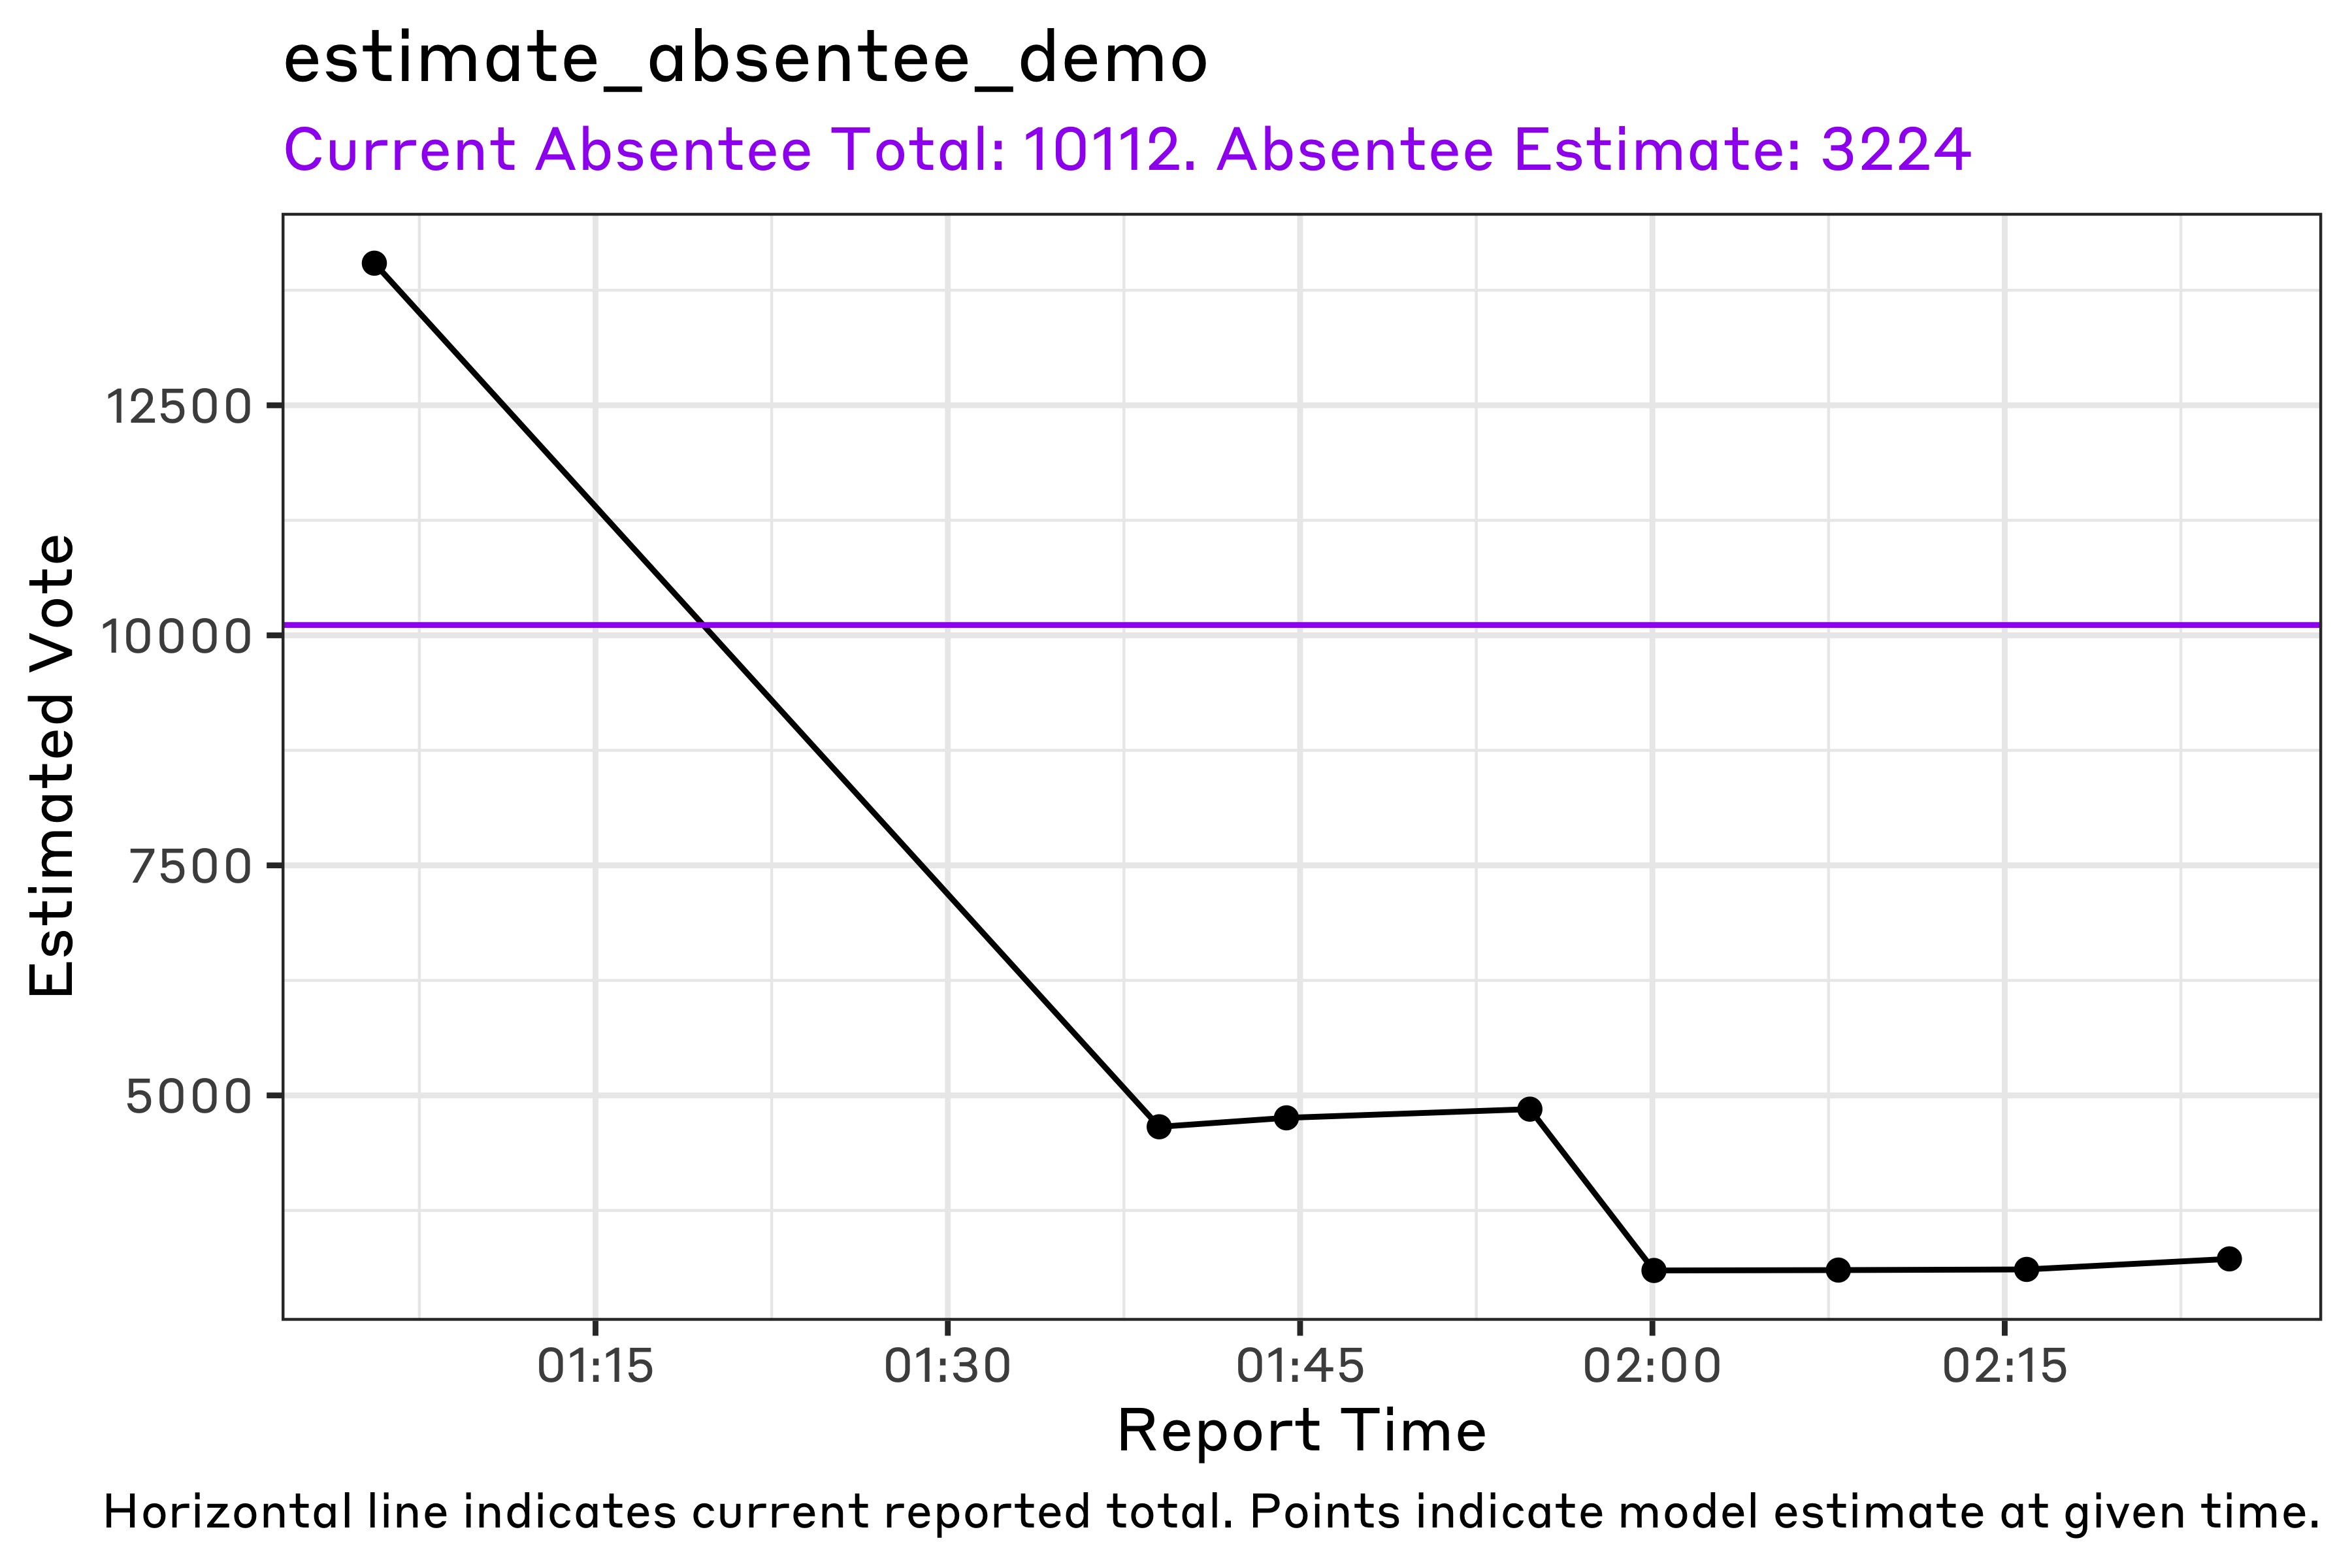 estimate_absentee_demo
Current Absentee Total: 10112. Absentee Estimate: 3224
Estimated Vote
12500
10000
7500
5000
01:15 01:30 01:45 02:00 02:15
Report Time
Horizontal line indicates current reported total. Points indicate model estimate at given time.